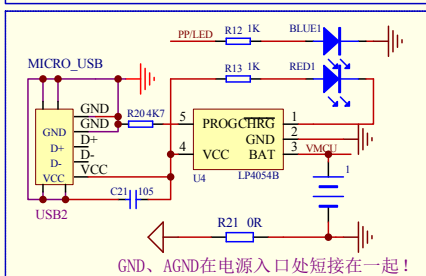 PP/LED
R12 1K
BLUE1
MICRO_USB
R13 1K
RED1
GND
GND
GND
D+
D+
D-
D-
VCC
VCC
USB2
R20 4K7
5 PROG
CHRG 1
GND 2
4 VCC
BAT 3
VMCU
U4
LP4054B
C21 105
1
R21 0R
GND、AGND在电源入口处短接在一起!